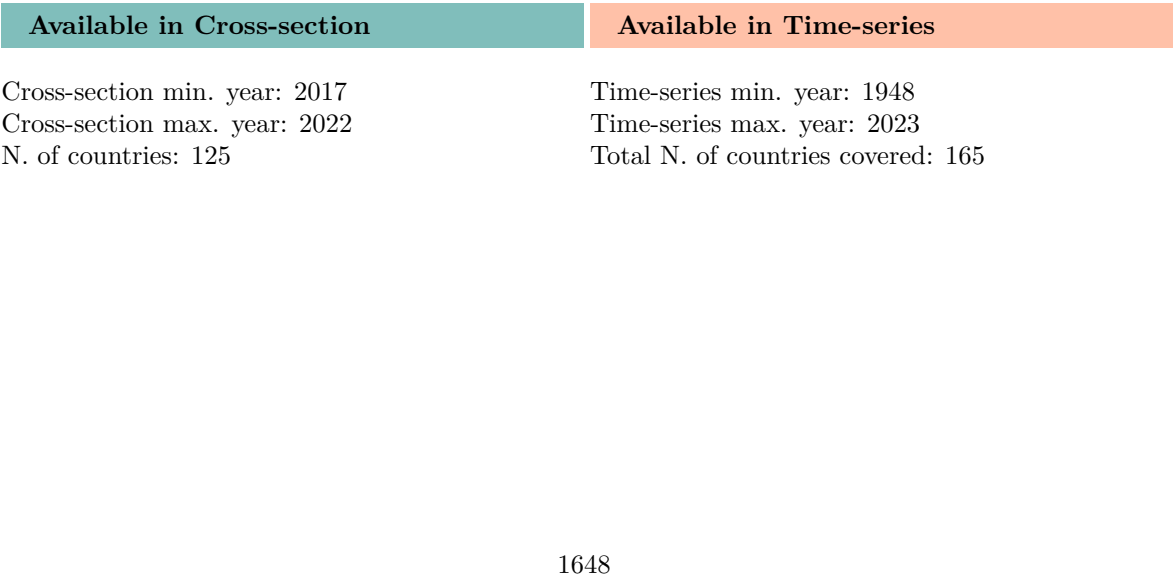 Available in Cross-section
Cross-section min. year: 2017
Cross-section max. year: 2022
N. of countries: 125
Available in Time-series
Time-series min. year: 1948
Time-series max. year: 2023
Total N. of countries covered: 165
1648